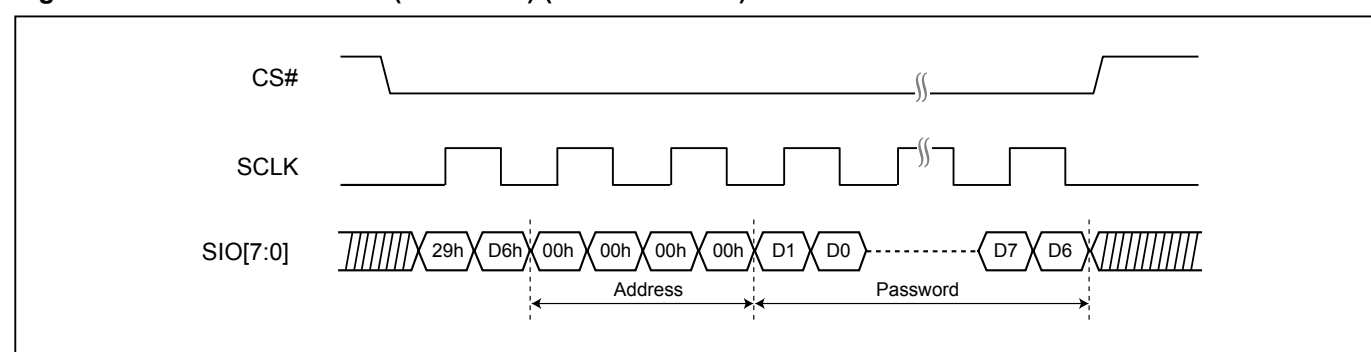 CS#
SCLK
SIO[7:0]
29h D6h 00h 00h 00h 00h D1 D0 D7 D6
Address Password